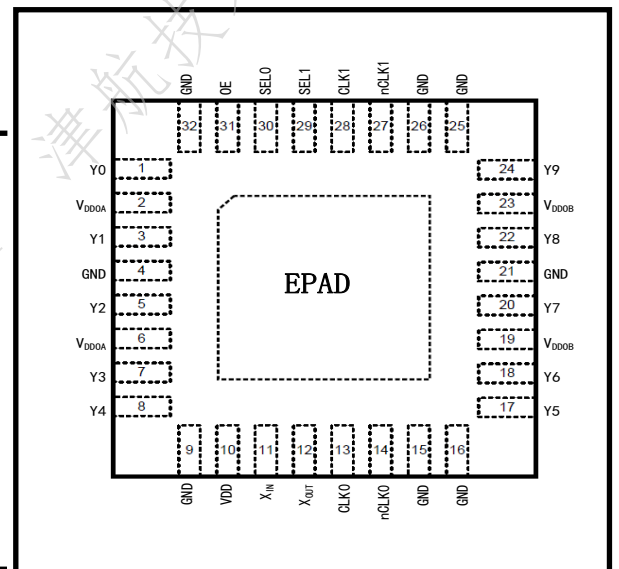 GND OE SEL0 SEL1 CLK1 nCLK1 GND GND
32 31 30 29 28 27 26 25
Y0 1 24 Y9
VDDOA 2 23 VDDOB
Y1 3 22 Y8
GND 4 21 GND
EPAD
Y2 5 20 Y7
VDDOA 6 19 VDDOB
Y3 7 18 Y6
Y4 8 17 Y5
9 10 11 12 13 14 15 16
GND VDD XIN XOUT CLK0 nCLK0 GND GND
津航技